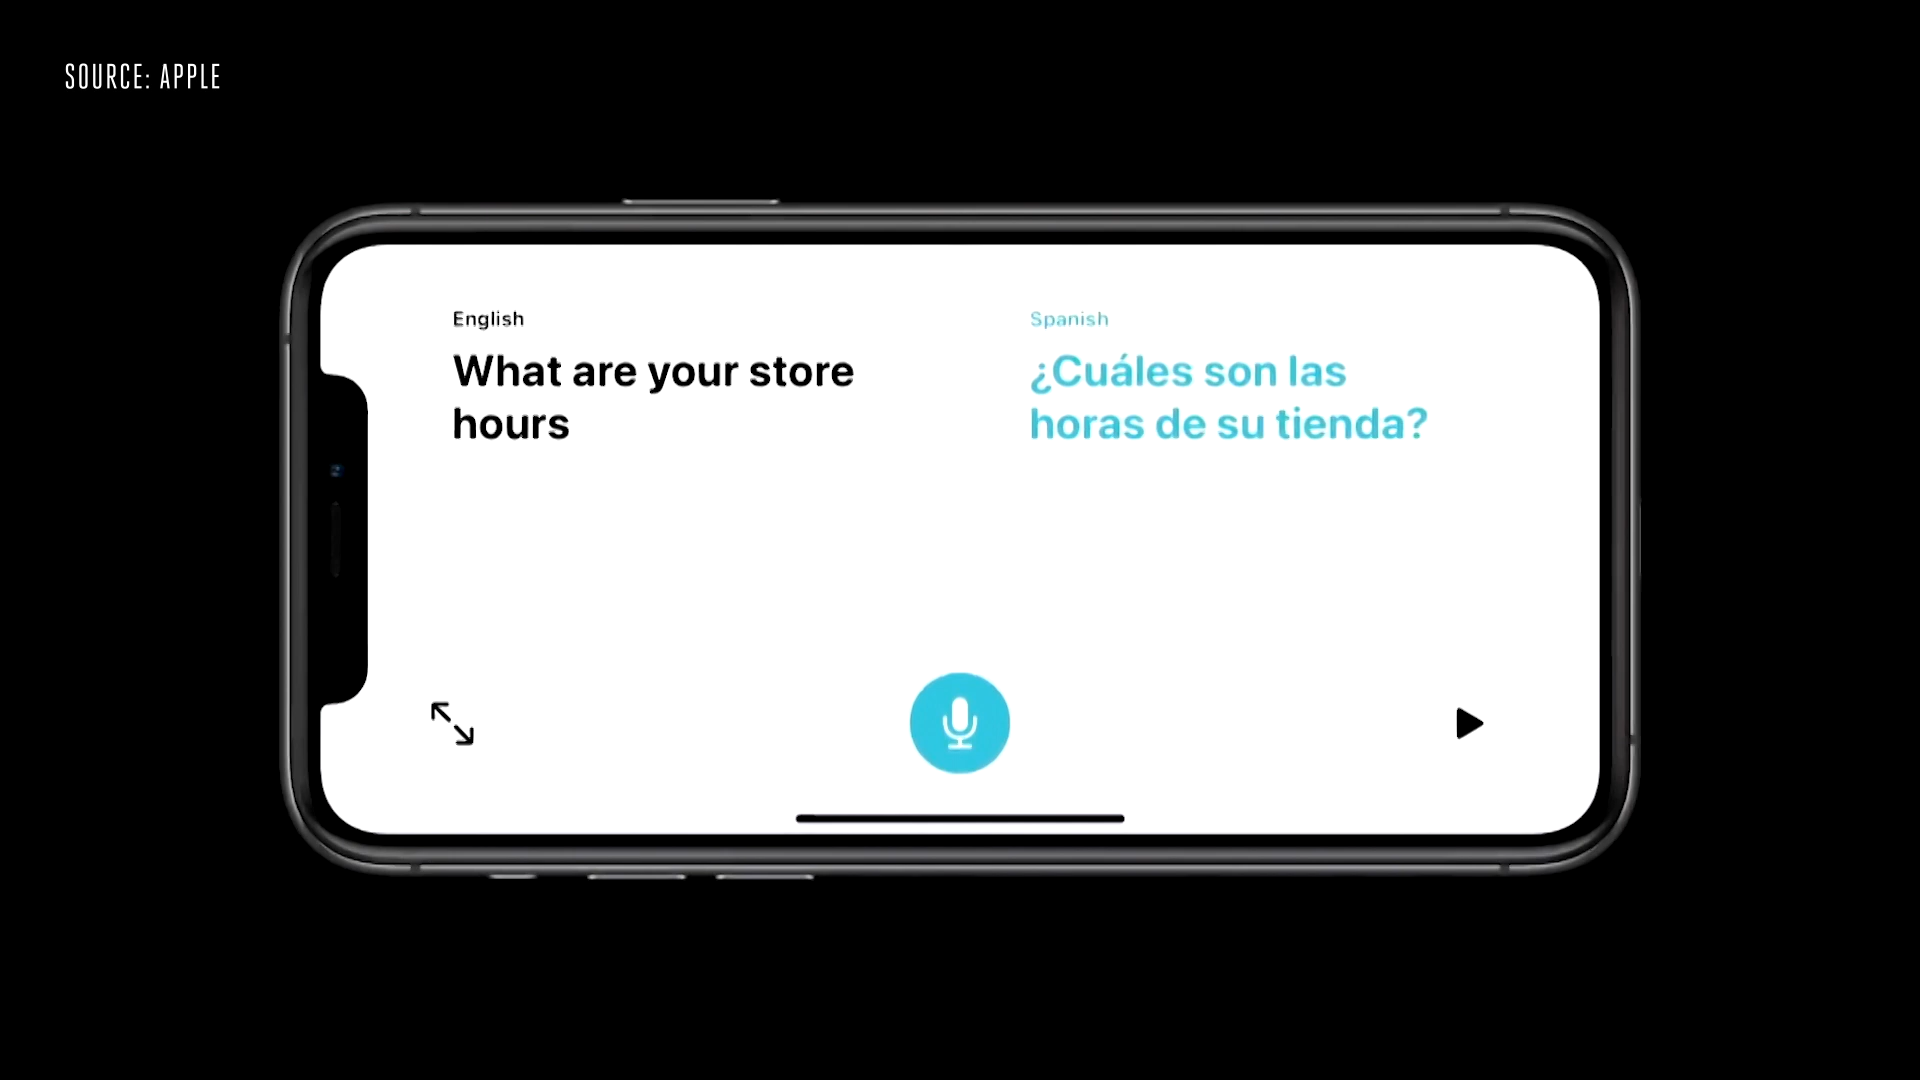 SOURCE: APPLE
English
What are your store
hours
Spanish
¿Cuáles son las
horas de su tienda?